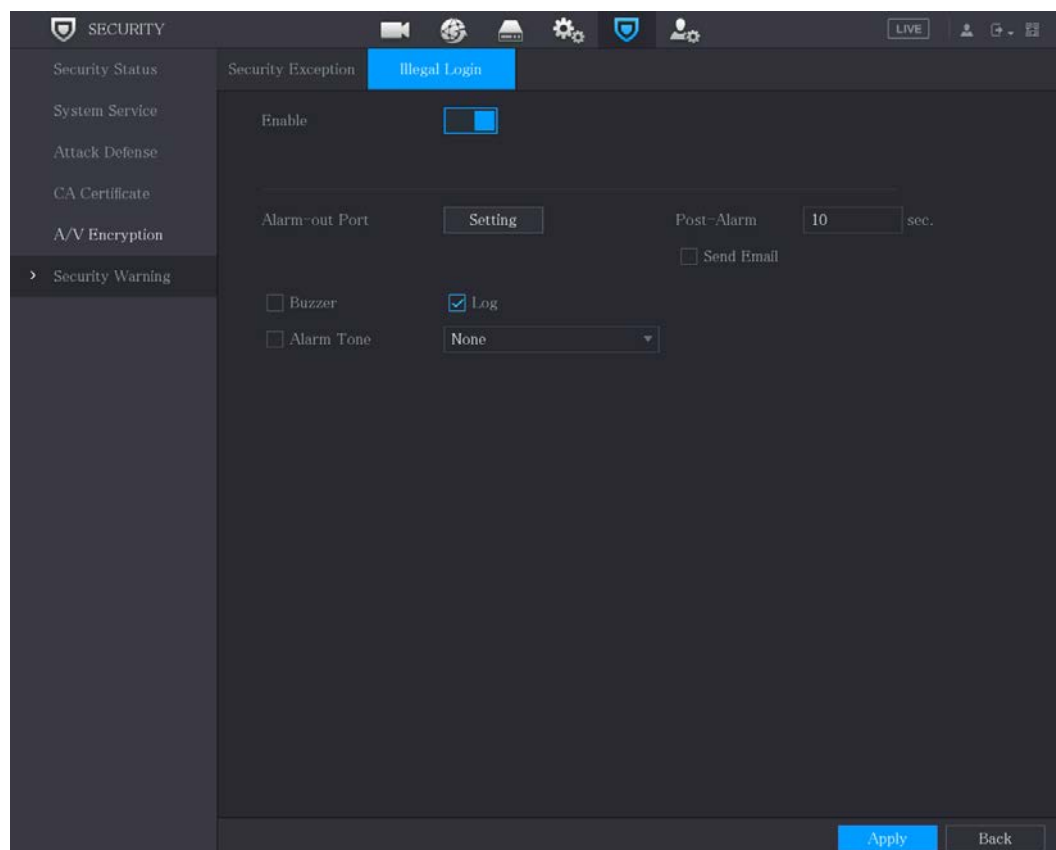 SECURITY
LIVE
Security Status
System Service
Attack Defense
CA Certificate
A/V Encryption
Security Warning
Security Exception
Illegal Login
Enable
Alarm-out Port
Setting
Post-Alarm
10
sec.
Send Email
Buzzer
Log
Alarm Tone
None
Apply
Back